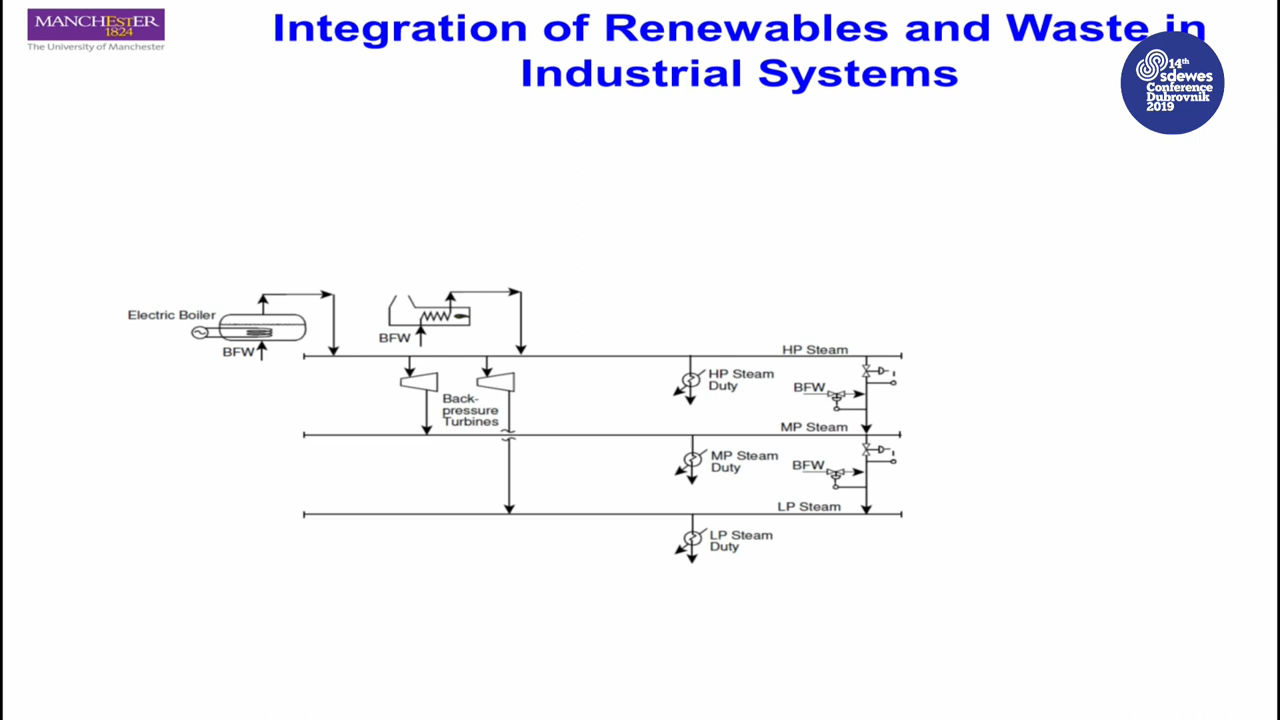 MANCHESTER
1824
The University of Manchester
Integration of Renewables and Waste in
Industrial Systems
14th
sdewes
Conference
Dubrovnik
2019
Electric Boiler
BFW
BFW
HP Steam
HP Steam
Duty
BFW
Back-
pressure
Turbines
MP Steam
MP Steam
Duty
BFW
LP Steam
LP Steam
Duty